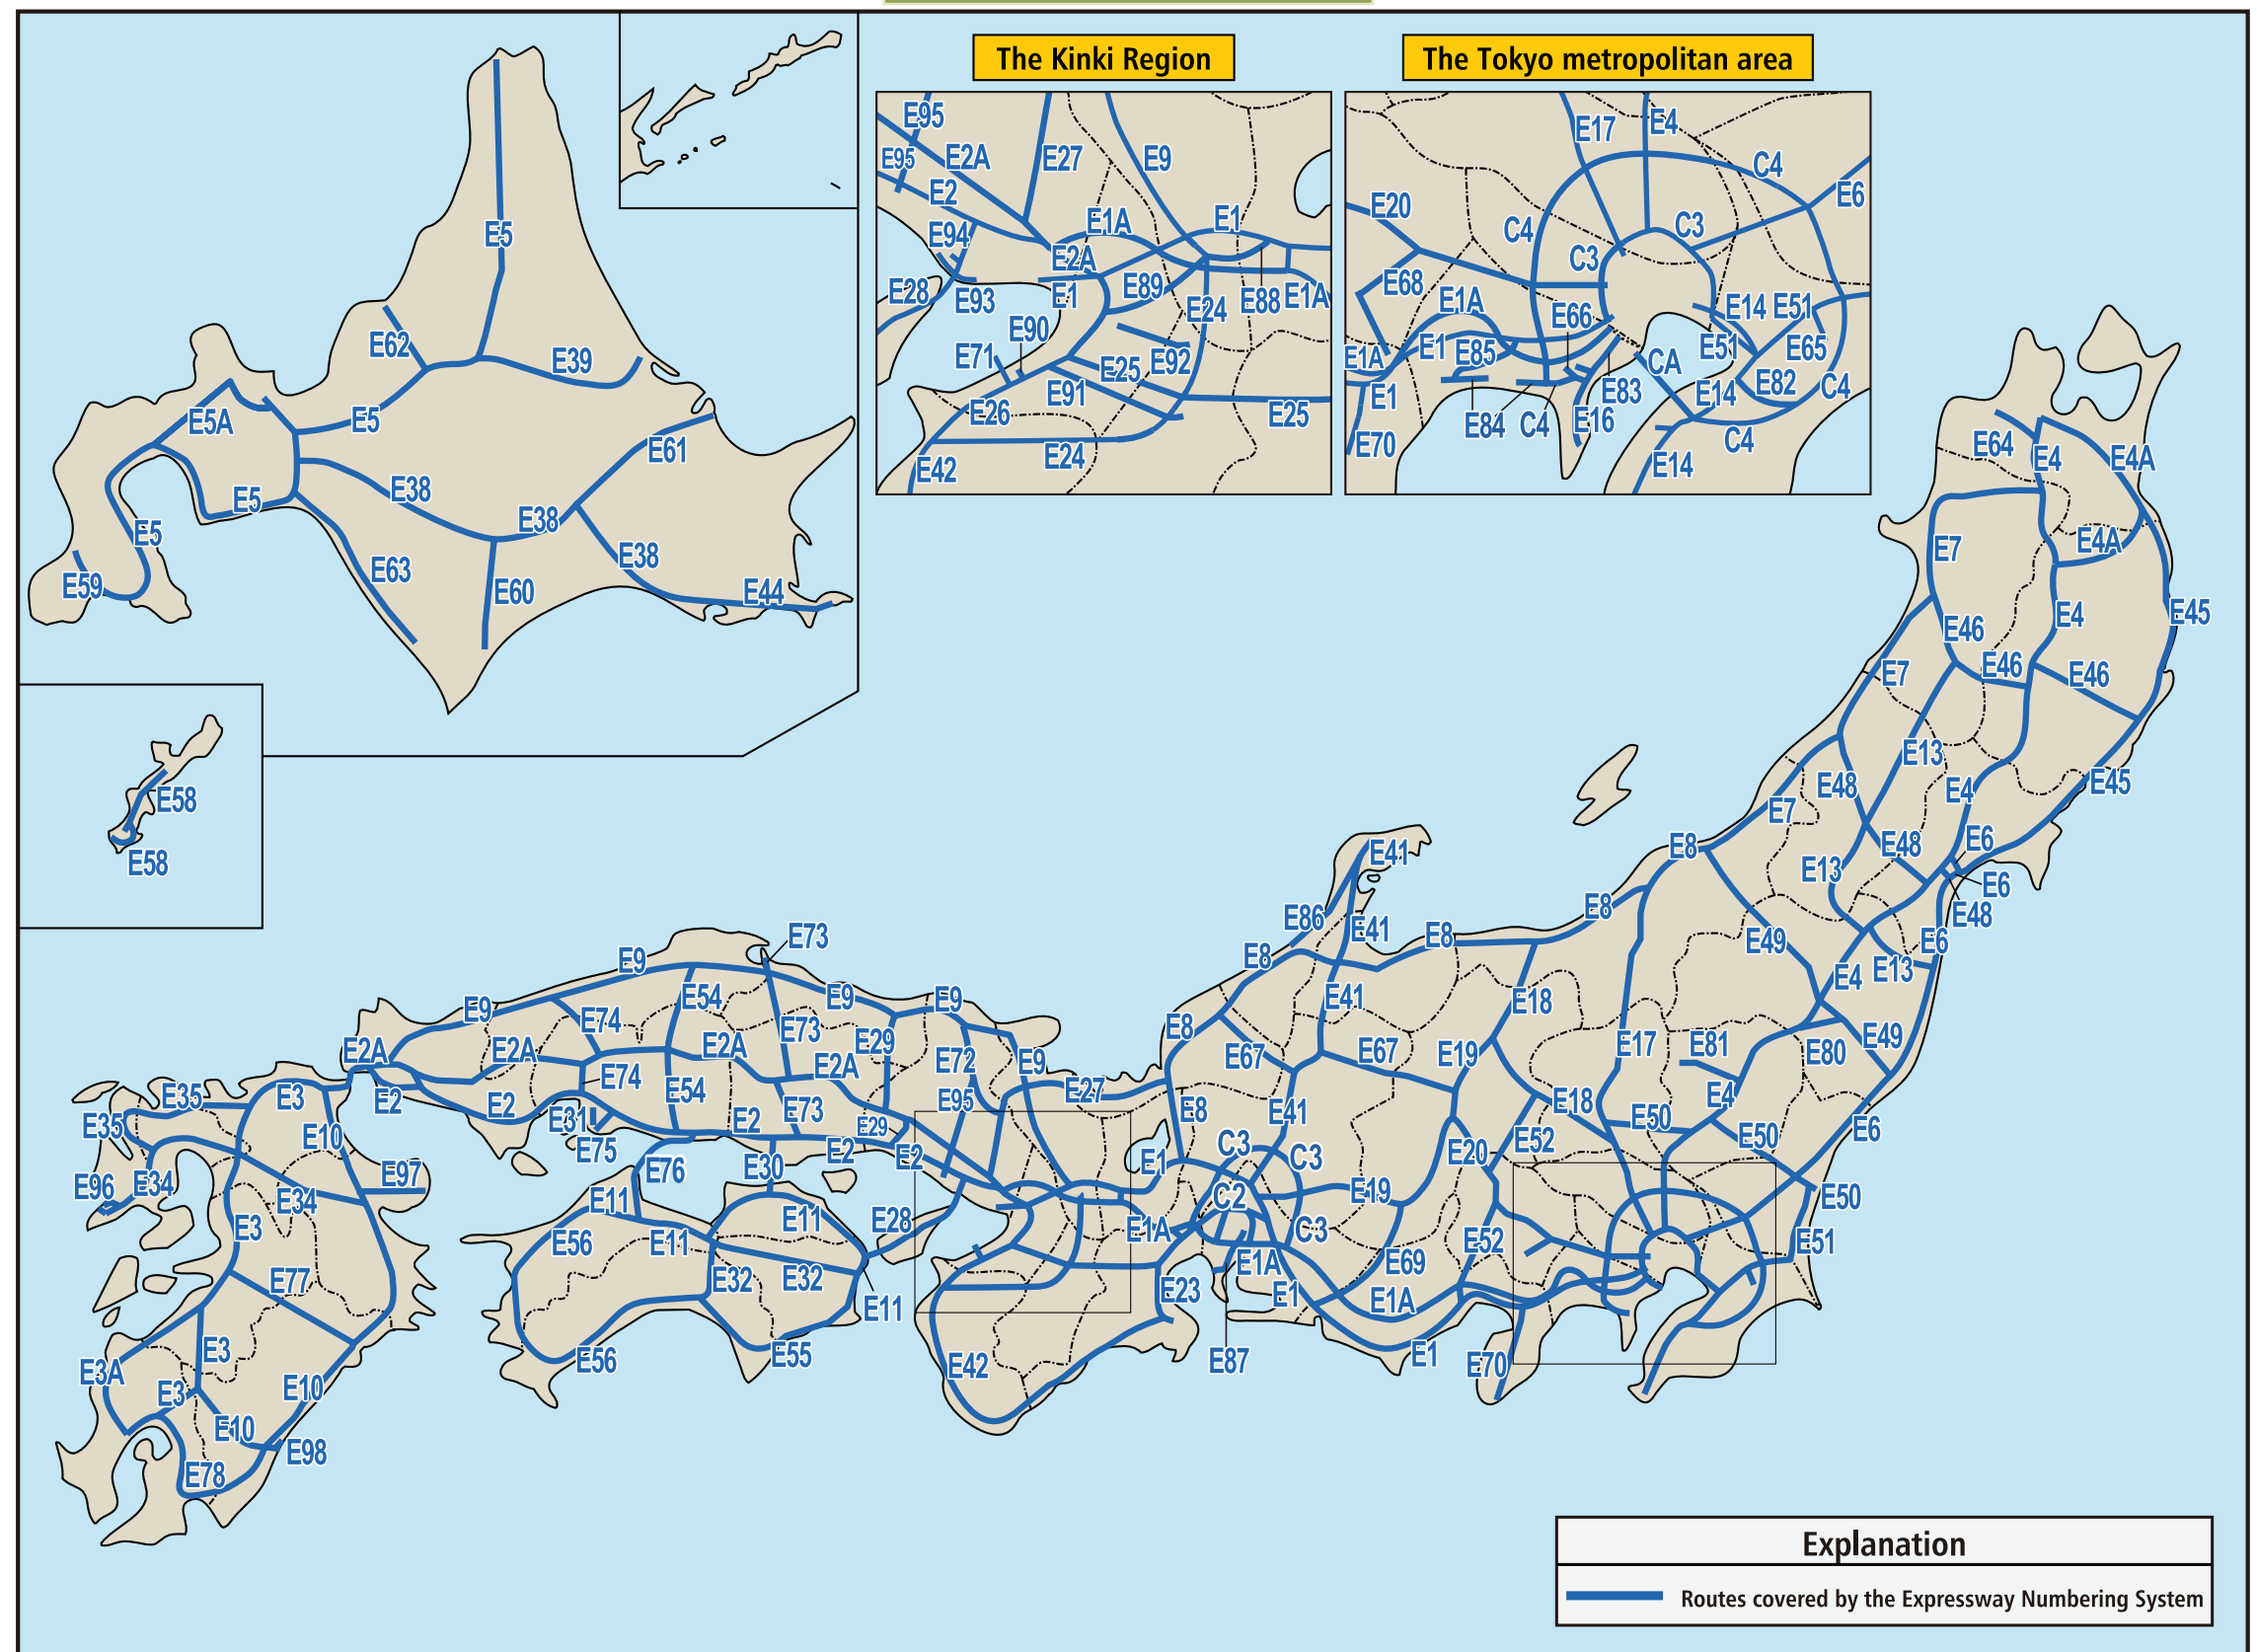 The Kinki Region
The Tokyo metropolitan area
E5
E62
E39
E5A
E5
E61
E38
E5
E38
E5
E38
E63
E59
E60
E44
E58
E58
E95
E2A
E27
E9
E95
E2
E1A
E1
E94
E2A
E28
E93
E1
E89
E24
E88
E1A
E90
E71
E25
E92
E91
E26
E25
E24
E42
E17
E4
C4
E6
E20
C4
C3
C3
E68
E1A
E66
E14
E51
E1
E85
E51
E65
E1A
CA
E1
E83
E14
E82
C4
E84
C4
E16
C4
E70
E14
E64
E4
E4A
E7
E4A
E4
E45
E46
E46
E7
E46
E13
E48
E4
E45
E7
E6
E8
E48
E13
E6
E48
E41
E8
E86
E41
E8
E49
E6
E8
E4
E13
E73
E9
E54
E9
E9
E41
E18
E9
E74
E73
E29
E8
E17
E81
E49
E2A
E2A
E2A
E2A
E72
E9
E67
E67
E19
E80
E74
E54
E27
E4
E35
E3
E2
E2
E95
E18
E73
E8
E41
E50
E35
E31
E2
E29
E50
E6
E10
E75
E2
E2
C3
C3
E20
E52
E76
E30
E1
E97
E96
E34
E34
E11
C2
E19
E50
E3
E11
E28
E1A
C3
E56
E11
E52
E51
E77
E32
E32
E1A
E69
E23
E1
E1A
E11
E3
E56
E55
E42
E87
E1
E70
E3A
E3
E10
E10
E98
E78
Explanation
Routes covered by the Expressway Numbering System